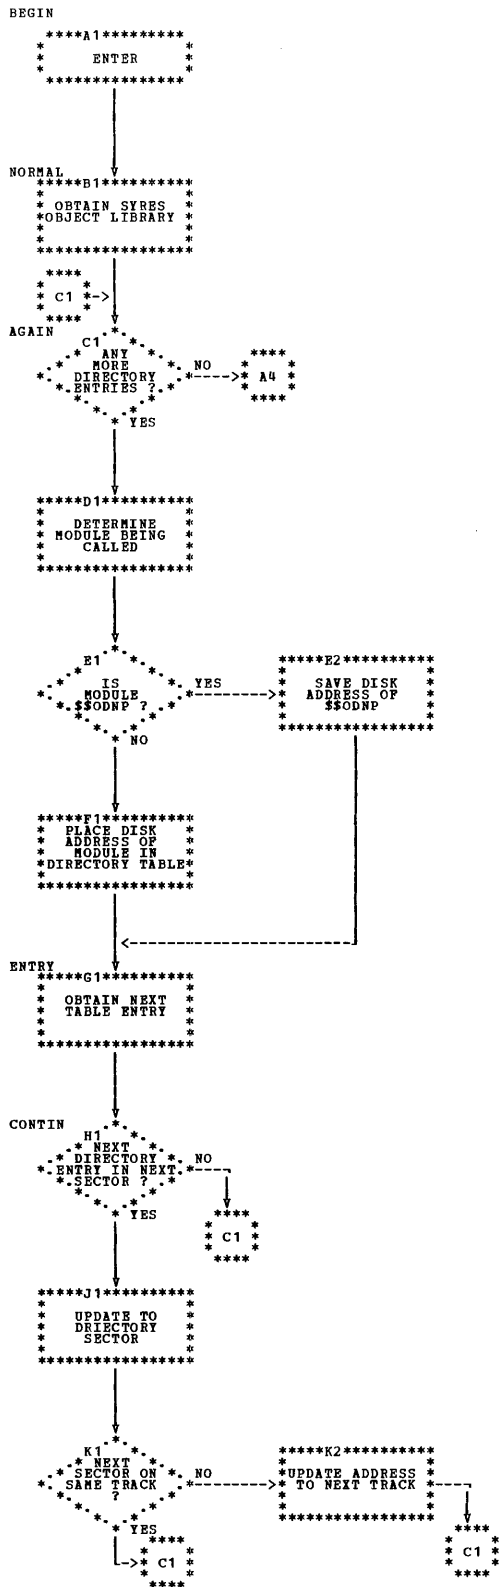 BEGIN
A1
ENTER
NORMAL
B1
OBTAIN SYRES
OBJECT LIBRARY
C1
AGAIN
C1
ANY
MORE
DIRECTORY
ENTRIES ?
NO
A4
YES
D1
DETERMINE
MODULE BEING
CALLED
E1
IS
MODULE
$$ODNP ?
YES
E2
SAVE DISK
ADDRESS OF
$$ODNP
NO
F1
PLACE DISK
ADDRESS OF
MODULE IN
DIRECTORY TABLE
ENTRY
G1
OBTAIN NEXT
TABLE ENTRY
CONTIN
H1
NEXT
DIRECTORY
ENTRY IN NEXT
SECTOR ?
NO
YES
C1
J1
UPDATE TO
DRIECTORY
SECTOR
K1
NEXT
SECTOR ON
SAME TRACK
?
NO
K2
UPDATE ADDRESS
TO NEXT TRACK
YES
C1
C1